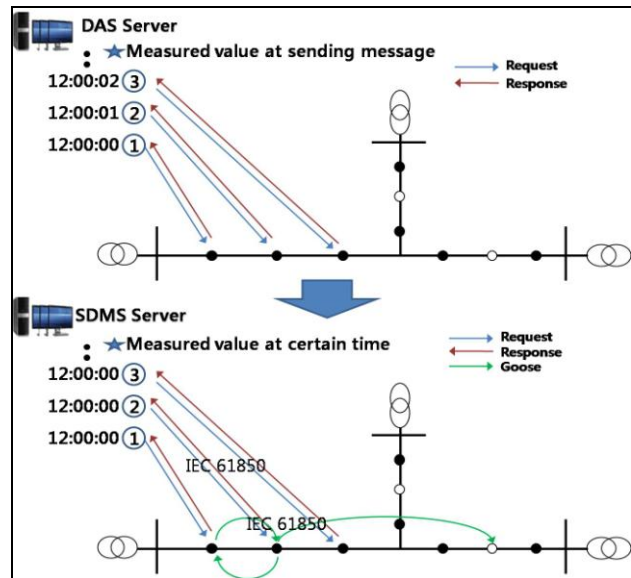 DAS Server
: ★Measured value at sending message
Request
Response
12:00:02 3
12:00:01 2
12:00:00 1
SDMS Server
: ★Measured value at certain time
Request
Response
Goose
12:00:00 3
12:00:00 2
12:00:00 1
IEC 61850
IEC 61850